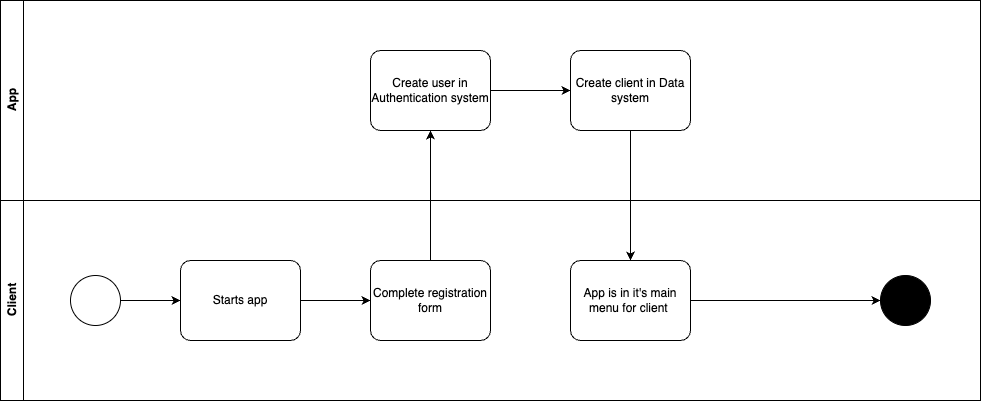 App
Create user in
Authentication system
Create client in Data
system
Client
Starts app
Complete registration
form
App is in it's main
menu for client